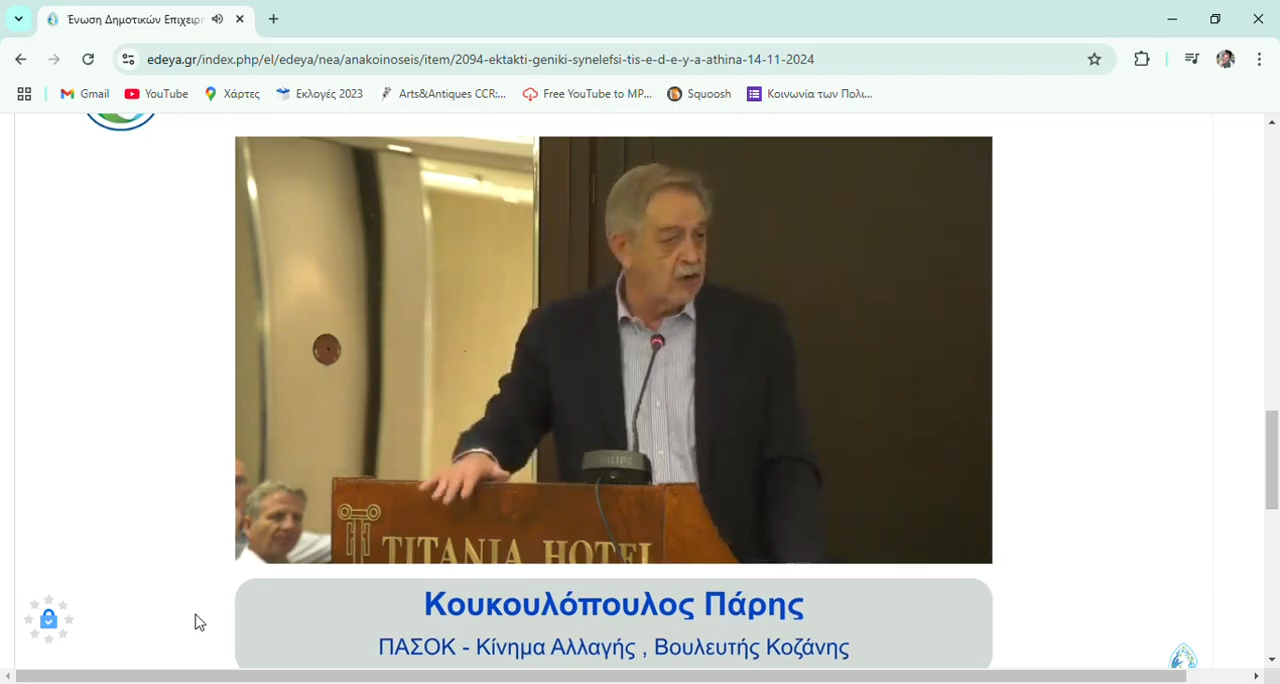 Ένωση Δημοτικών Επιχειρ
edeya.gr/index.php/el/edeya/nea/anakoinoseis/item/2094-ektakti-geniki-synelefsi-tis-e-d-e-y-a-athina-14-11-2024
Gmail YouTube Χάρτες Εκλογές 2023 Arts&Antiques CCR:... Free YouTube to MP... Squoosh Κοινωνία των Πολι...
PHILIPS
TITANIA HOTEL
Κουκουλόπουλος Πάρης
ΠΑΣΟΚ - Κίνημα Αλλαγής , Βουλευτής Κοζάνης